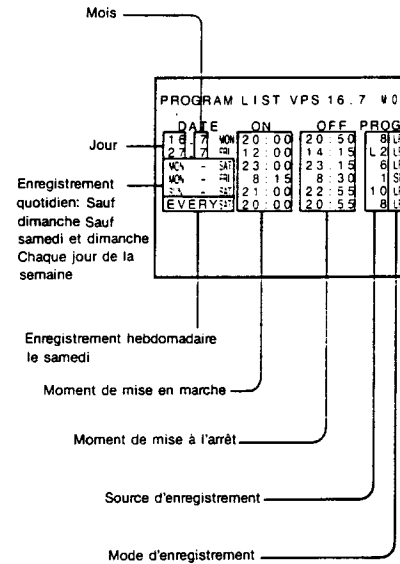 Mois
PROGRAM LIST VPS 16.7
DATE ON OFF PROG
Jour
16.7 MON 20:00 20:50 8
27.7 FRI 12:00 14:15 L2
MON - SAT 23:00 23:15 6
MON - FRI 8:15 8:30 1
SUN - SAT 21:00 22:55 10
EVERY SAT 20:00 20:55 8
Enregistrement
quotidien: Sauf
dimanche Sauf
samedi et dimanche
Chaque jour de la
semaine
Enregistrement hebdomadaire
le samedi
Moment de mise en marche
Moment de mise à l'arrêt
Source d'enregistrement
Mode d'enregistrement